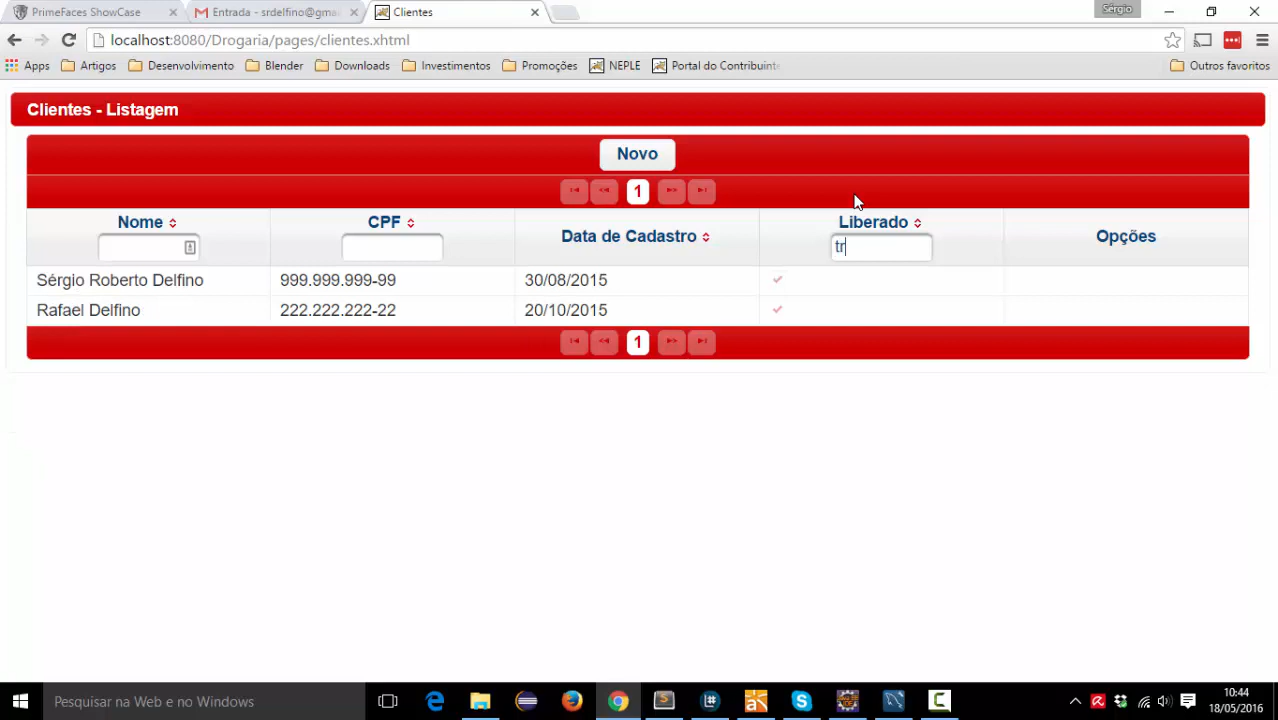 PrimeFaces ShowCase
Entrada - srdelfino@gmai
Clientes
Sérgio
localhost:8080/Drogaria/pages/clientes.xhtml
Apps
Artigos
Desenvolvimento
Blender
Downloads
Investimentos
Promoções
NEPLE
Portal do Contribuinte
Outros favoritos
Clientes - Listagem
Novo
1
Nome
CPF
Data de Cadastro
Liberado
Opções
tr
Sérgio Roberto Delfino 999.999.999-99 30/08/2015
Rafael Delfino 222.222.222-22 20/10/2015
1
Pesquisar na Web e no Windows
10:44
18/05/2016